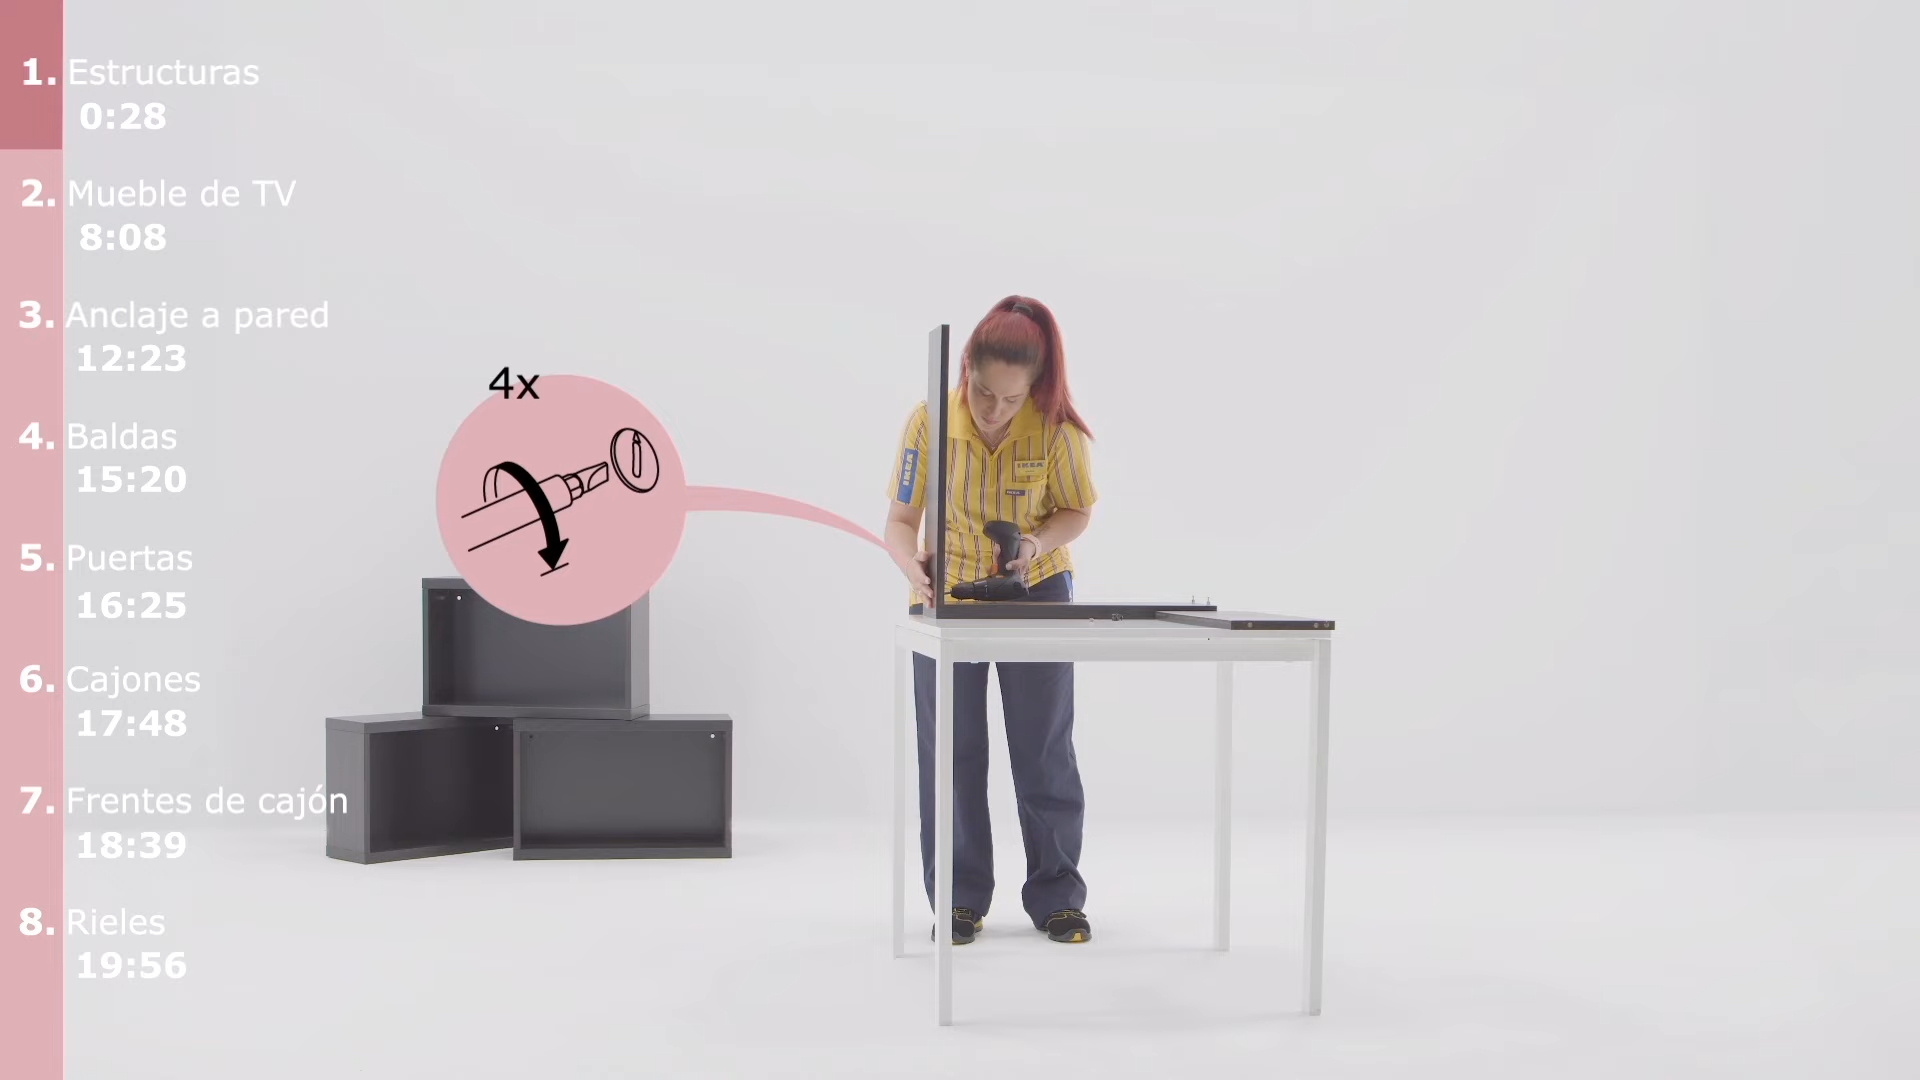 1. Estructuras
0:28
2. Mueble de TV
8:08
3. Anclaje a pared
12:23
4. Baldas
15:20
5. Puertas
16:25
6. Cajones
17:48
7. Frentes de cajón
18:39
8. Rieles
19:56
4x
IKEA
IKEA